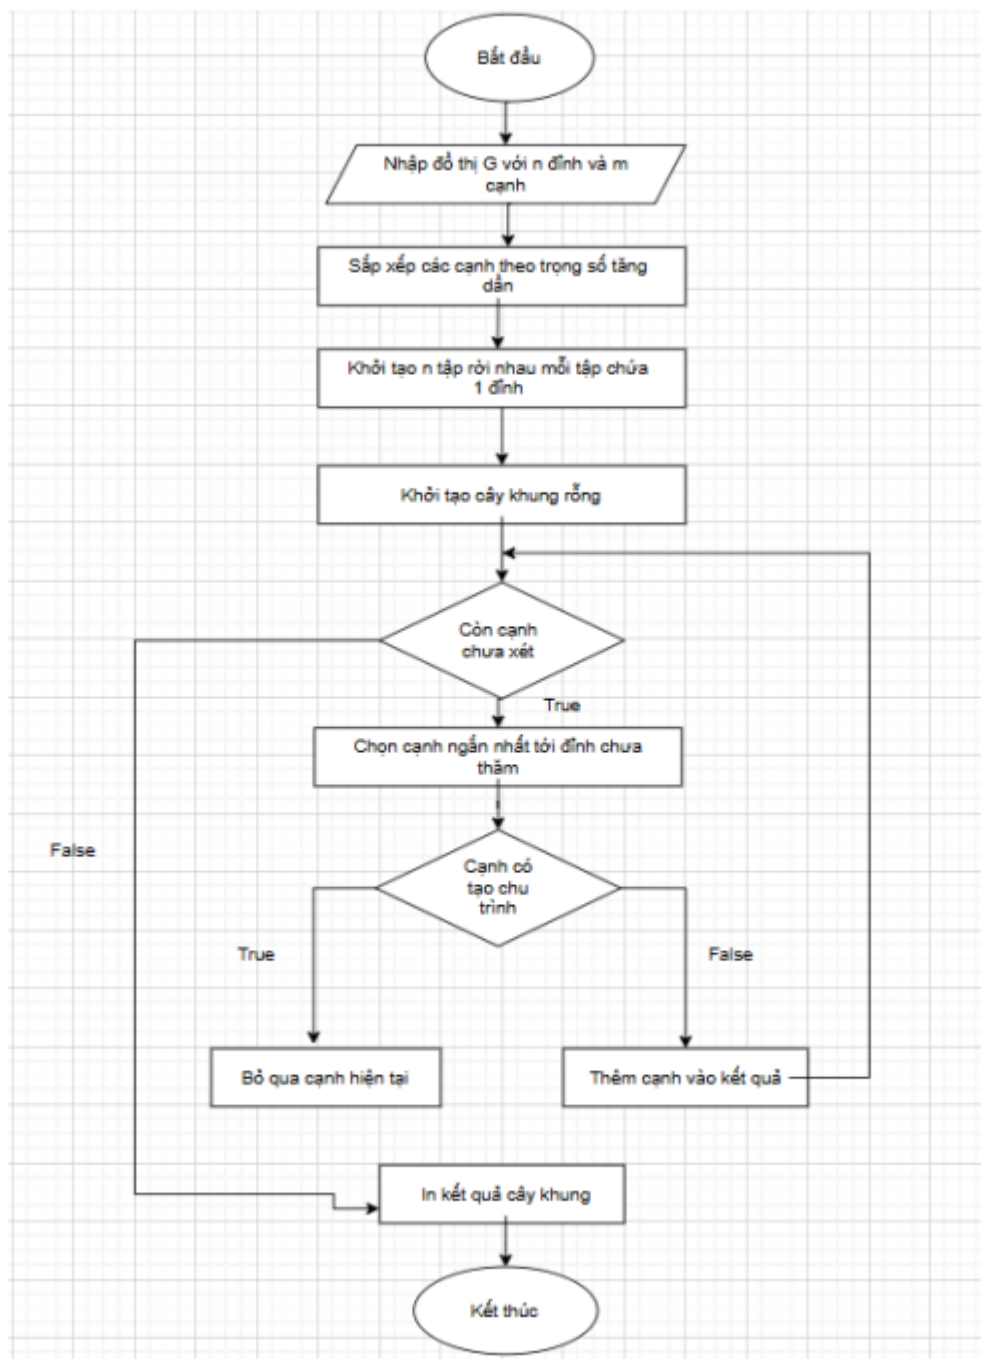 Bắt đầu
Nhập đồ thị G với n đỉnh và m
cạnh
Sắp xếp các cạnh theo trọng số tăng
dần
Khởi tạo n tập rời nhau mỗi tập chứa
1 đỉnh
Khởi tạo cây khung rỗng
Còn cạnh
chưa xét
True
Chọn cạnh ngắn nhất tới đỉnh chưa
thăm
False
Cạnh có
tạo chu
trình
True
False
Bỏ qua cạnh hiện tại
Thêm cạnh vào kết quả
In kết quả cây khung
Kết thúc